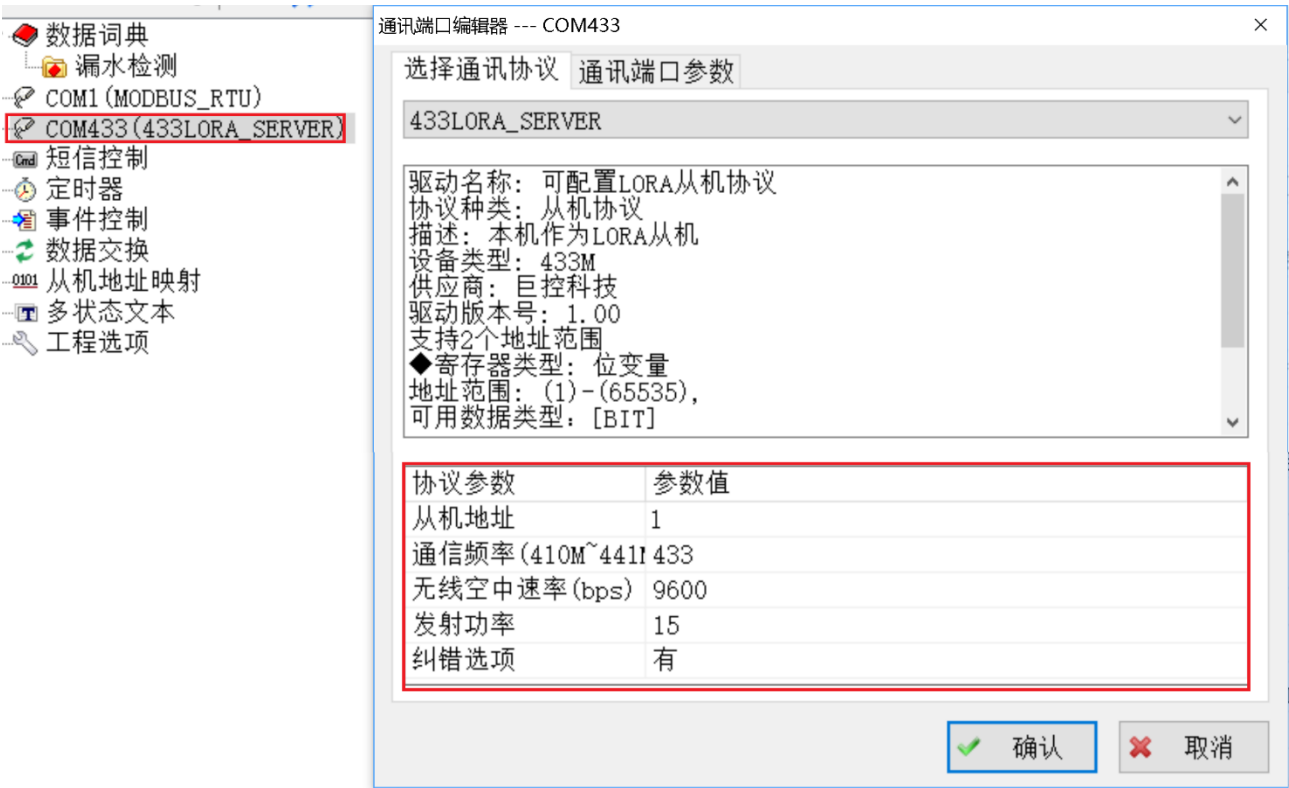 数据词典
漏水检测
COM1(MODBUS_RTU)
COM433(433LORA_SERVER)
Cmd 短信控制
定时器
事件控制
数据交换
0101 从机地址映射
T 多状态文本
工程选项
通讯端口编辑器 --- COM433
选择通讯协议 通讯端口参数
433LORA_SERVER
驱动名称: 可配置LORA从机协议
协议种类: 从机协议
描述: 本机作为LORA从机
设备类型: 433M
供应商: 巨控科技
驱动版本号: 1.00
支持2个地址范围
◆寄存器类型: 位变量
地址范围: (1)-(65535),
可用数据类型: [BIT]
协议参数 参数值
从机地址 1
通信频率(410M~441M 433
无线空中速率(bps) 9600
发射功率 15
纠错选项 有
确认 取消